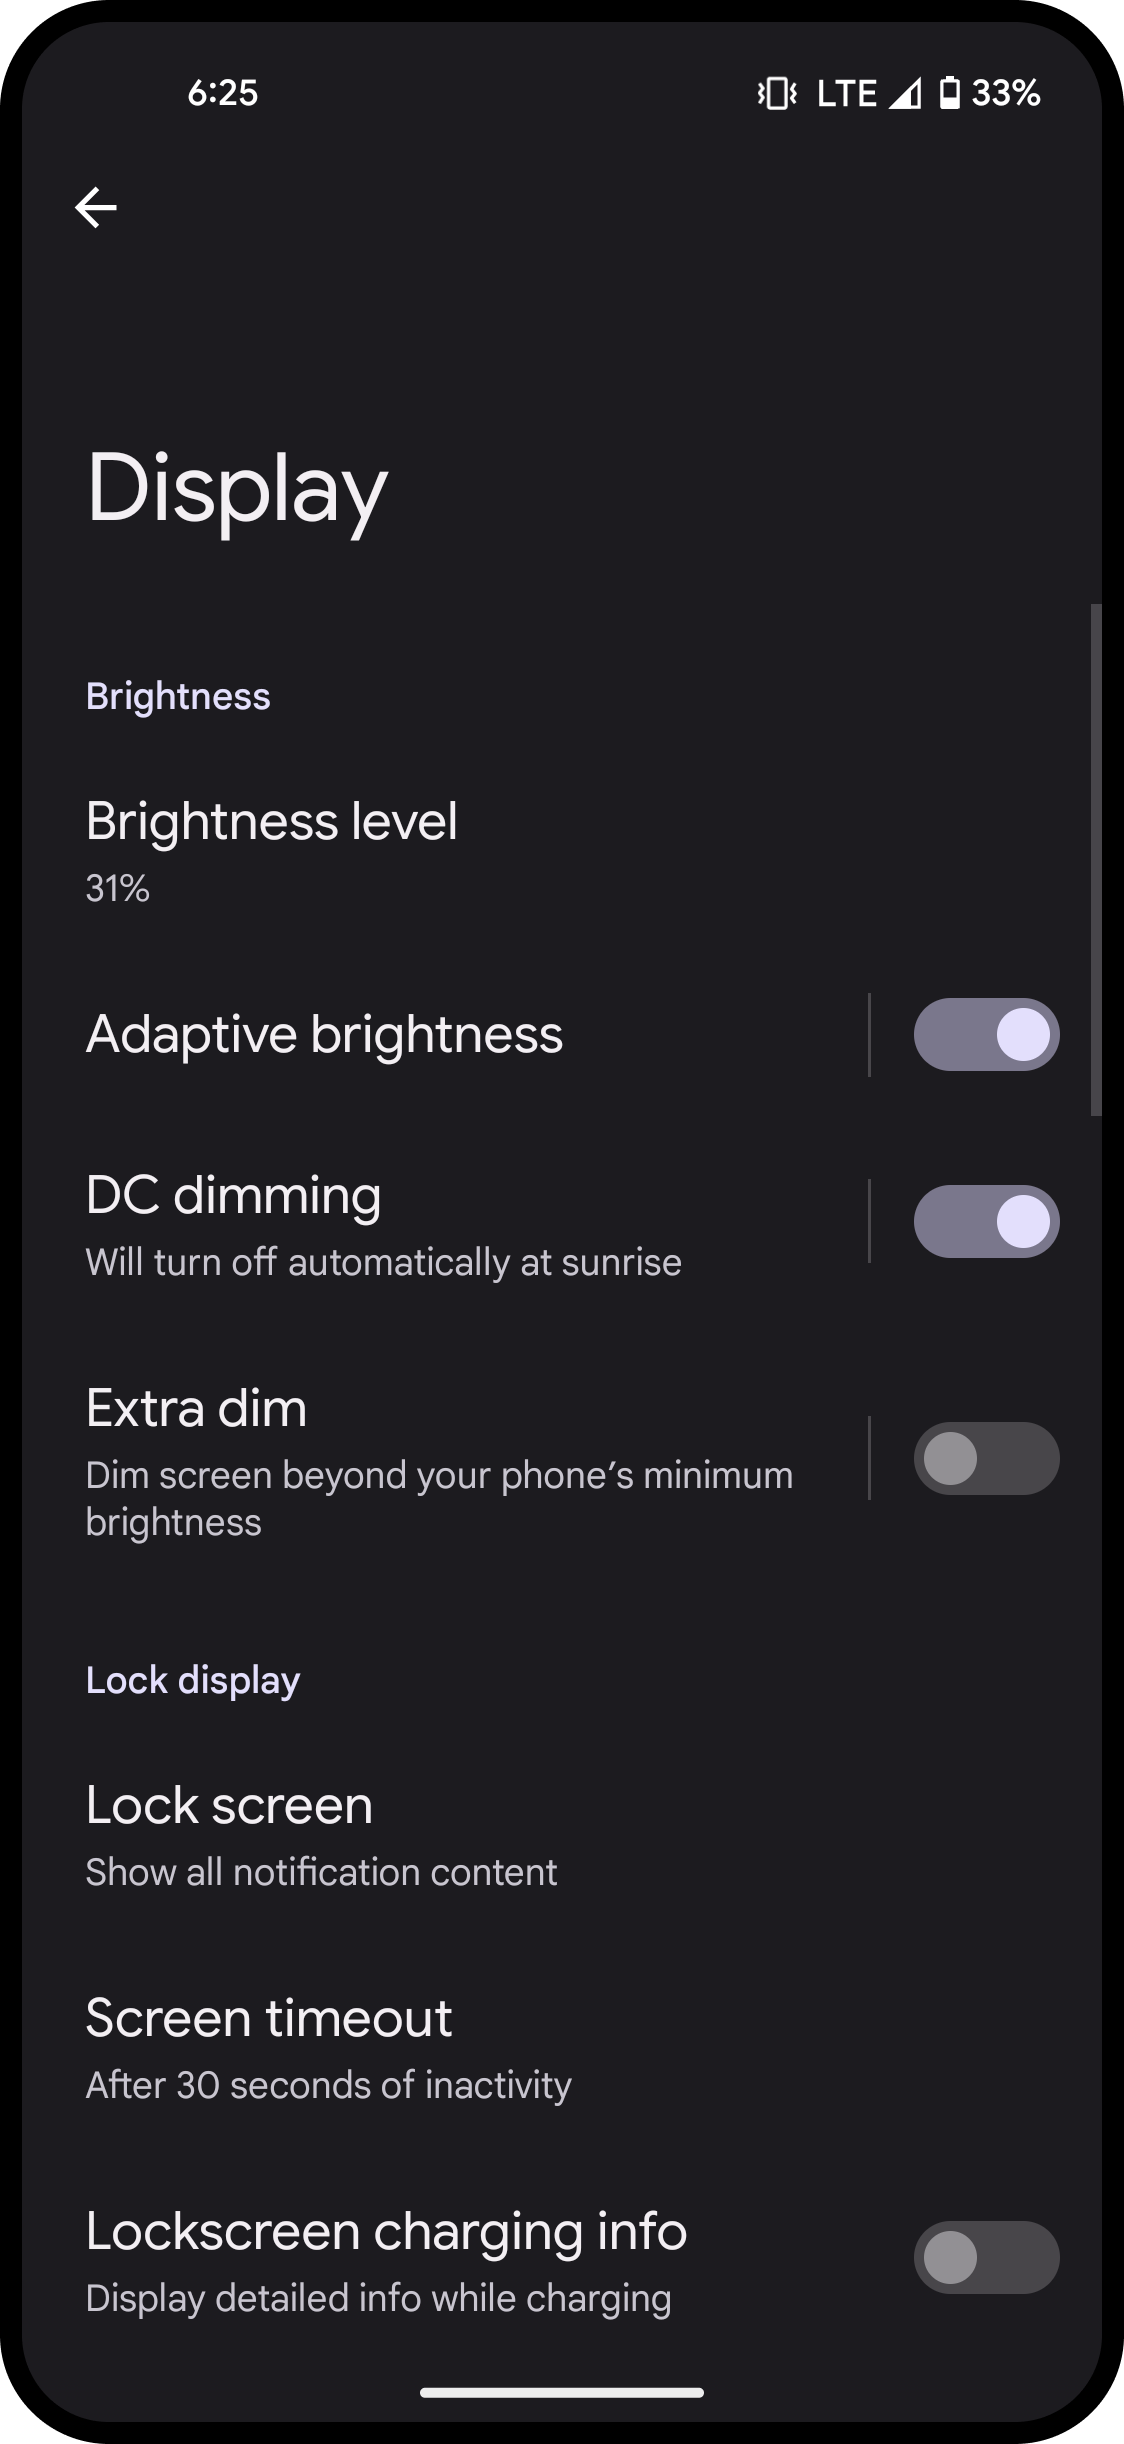 6:25 LTE 33%
Display
Brightness
Brightness level
31%
Adaptive brightness
DC dimming
Will turn off automatically at sunrise
Extra dim
Dim screen beyond your phone’s minimum
brightness
Lock display
Lock screen
Show all notification content
Screen timeout
After 30 seconds of inactivity
Lockscreen charging info
Display detailed info while charging